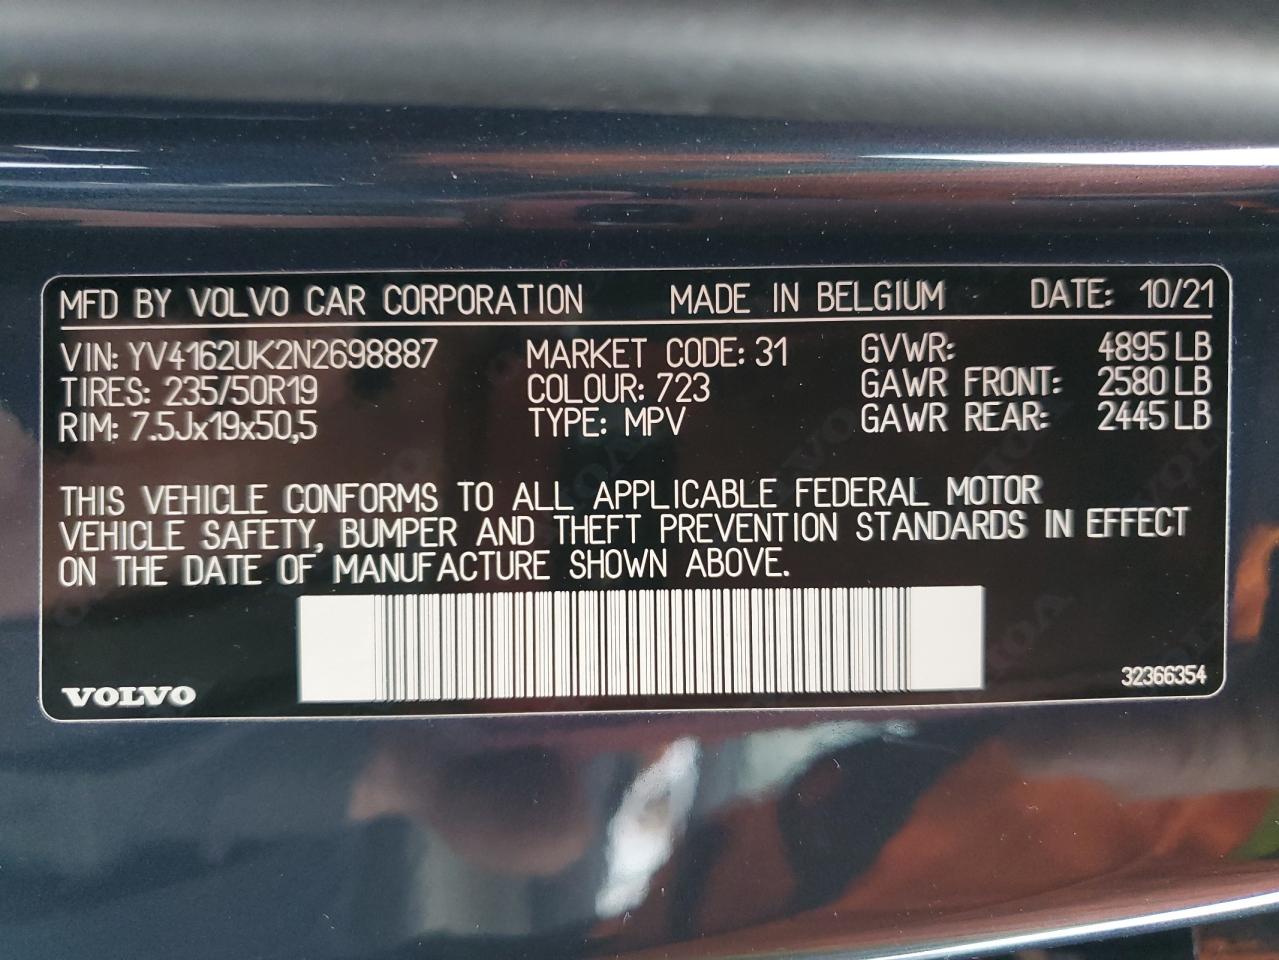 MFD BY VOLVO CAR CORPORATION MADE IN BELGIUM DATE: 10/21
VIN: YV4162UK2N2698887 MARKET CODE: 31 GVWR: 4895 LB
TIRES: 235/50R19 COLOUR: 723 GAWR FRONT: 2580 LB
RIM: 7.5Jx19x50,5 TYPE: MPV GAWR REAR: 2445 LB
THIS VEHICLE CONFORMS TO ALL APPLICABLE FEDERAL MOTOR
VEHICLE SAFETY, BUMPER AND THEFT PREVENTION STANDARDS IN EFFECT
ON THE DATE OF MANUFACTURE SHOWN ABOVE.
VOLVO 32366354